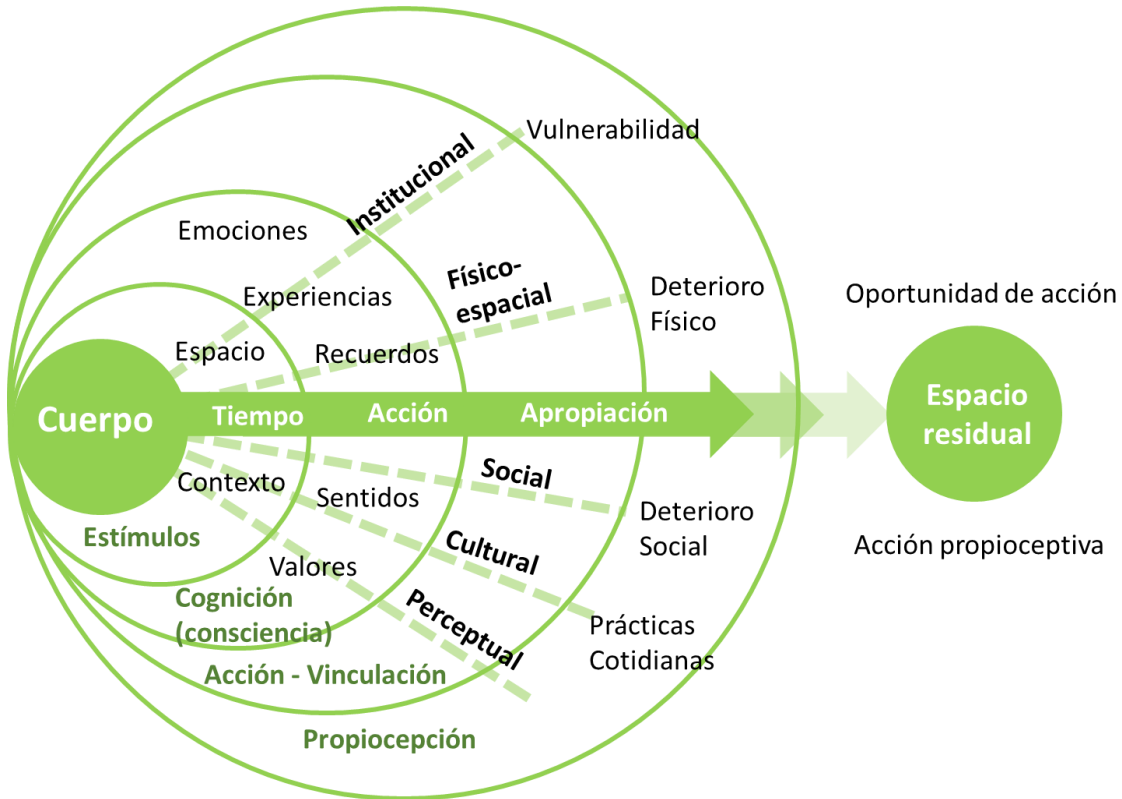 Vulnerabilidad
Institucional
Emociones
Físico-
espacial
Experiencias
Deterioro
Físico
Oportunidad de acción
Espacio
Recuerdos
Cuerpo
Tiempo
Acción
Apropiación
Espacio
residual
Contexto
Sentidos
Social
Deterioro
Social
Estímulos
Valores
Cultural
Acción propioceptiva
Cognición
(consciencia)
Perceptual
Prácticas
Cotidianas
Acción - Vinculación
Propiocepción